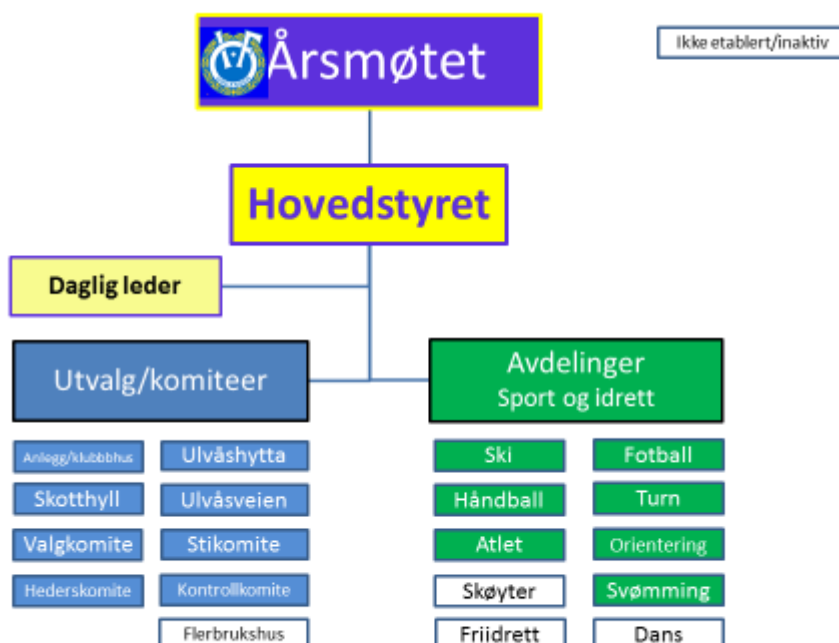 Årsmøtet
Ikke etablert/inaktiv
Hovedstyret
Daglig leder
Utvalg/komiteer
Avdelinger
Sport og idrett
Anlegg/klubbbhus
Ulvåshytta
Ski
Fotball
Skotthyll
Ulvåsveien
Håndball
Turn
Valgkomite
Stikomite
Atlet
Orientering
Hederskomite
Kontrollkomite
Skøyter
Svømming
Flerbrukshus
Friidrett
Dans